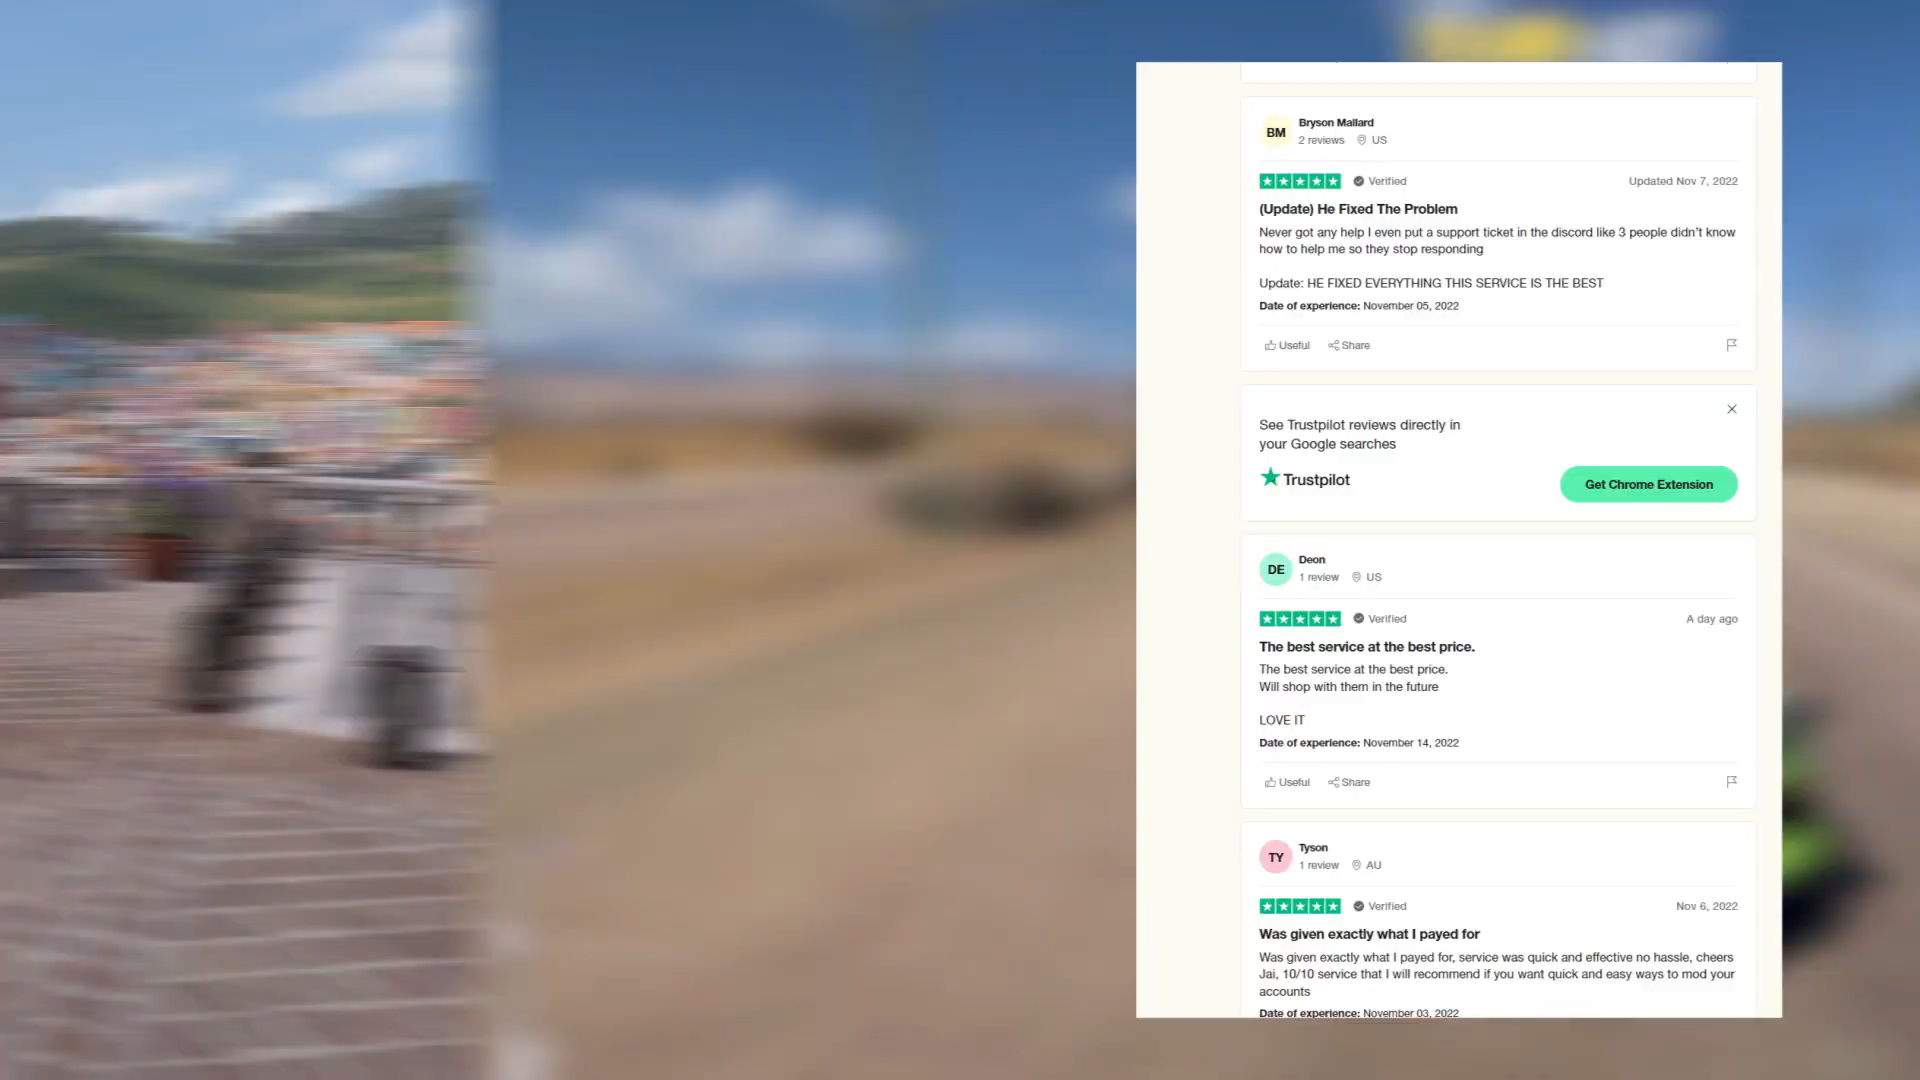 BM
Bryson Mallard
2 reviews US
Verified Updated Nov 7, 2022
(Update) He Fixed The Problem
Never got any help I even put a support ticket in the discord like 3 people didn't know
how to help me so they stop responding
Update: HE FIXED EVERYTHING THIS SERVICE IS THE BEST
Date of experience: November 05, 2022
Useful Share
See Trustpilot reviews directly in
your Google searches
Trustpilot
Get Chrome Extension
DE
Deon
1 review US
Verified A day ago
The best service at the best price.
The best service at the best price.
Will shop with them in the future
LOVE IT
Date of experience: November 14, 2022
Useful Share
TY
Tyson
1 review AU
Verified Nov 6, 2022
Was given exactly what I payed for
Was given exactly what I payed for, service was quick and effective no hassle, cheers
Jai, 10/10 service that I will recommend if you want quick and easy ways to mod your
accounts
Date of experience: November 03, 2022